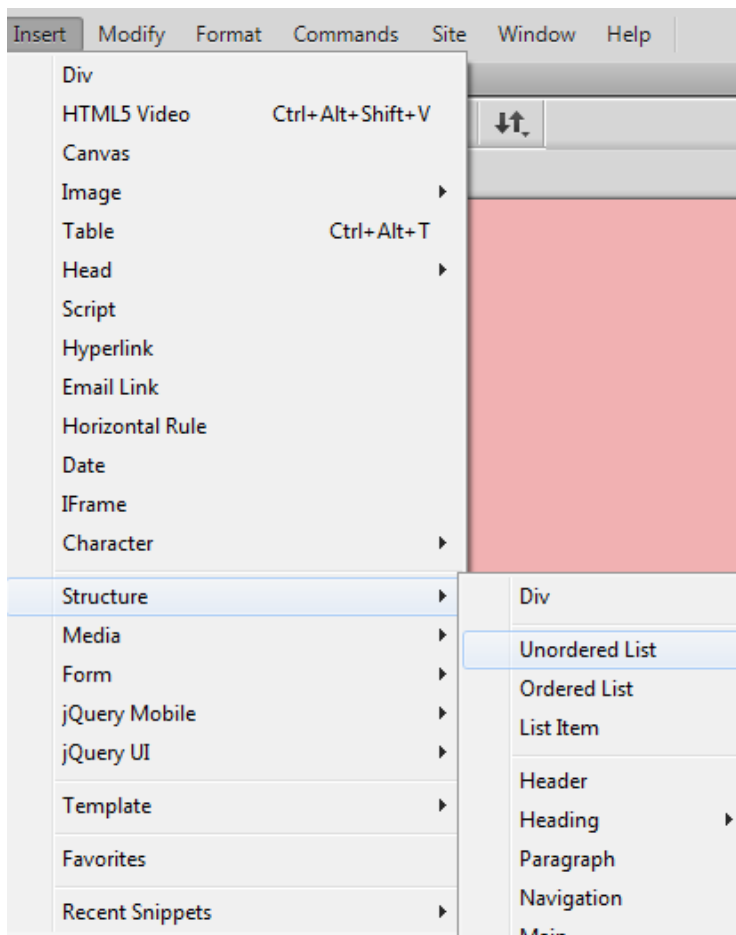 Insert Modify Format Commands Site Window Help
Div
HTML5 Video Ctrl+Alt+Shift+V
Canvas
Image
Table Ctrl+Alt+T
Head
Script
Hyperlink
Email Link
Horizontal Rule
Date
IFrame
Character
Structure
Media
Form
jQuery Mobile
jQuery UI
Template
Favorites
Recent Snippets
Div
Unordered List
Ordered List
List Item
Header
Heading
Paragraph
Navigation